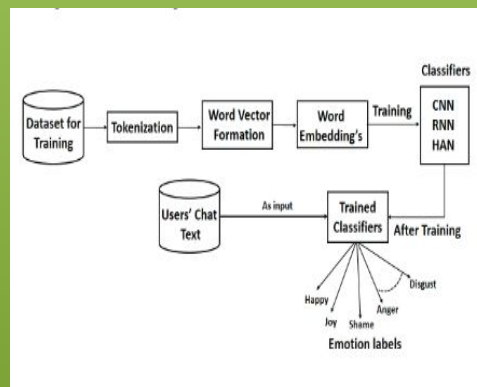 Classifiers
Dataset for
Training
Tokenization
Word Vector
Formation
Word
Embedding's
Training
CNN
RNN
HAN
Users' Chat
Text
As input
Trained
Classifiers
After Training
Happy
Joy
Shame
Anger
Disgust
Emotion labels